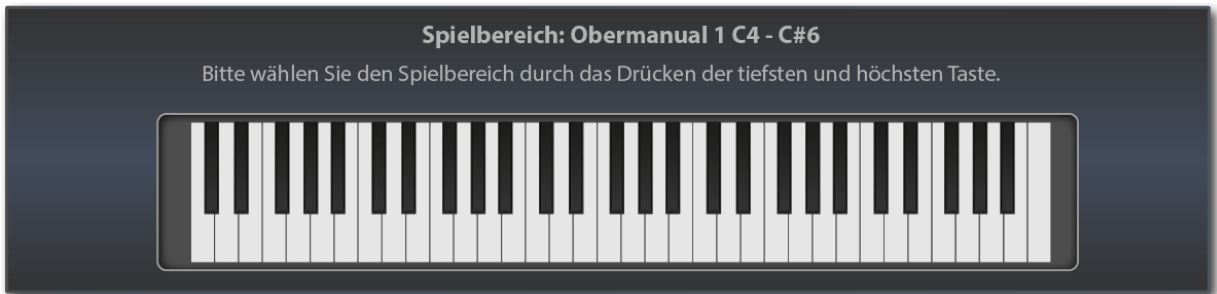 Spielbereich: Obermanual 1 C4 - C#6
Bitte wählen Sie den Spielbereich durch das Drücken der tiefsten und höchsten Taste.